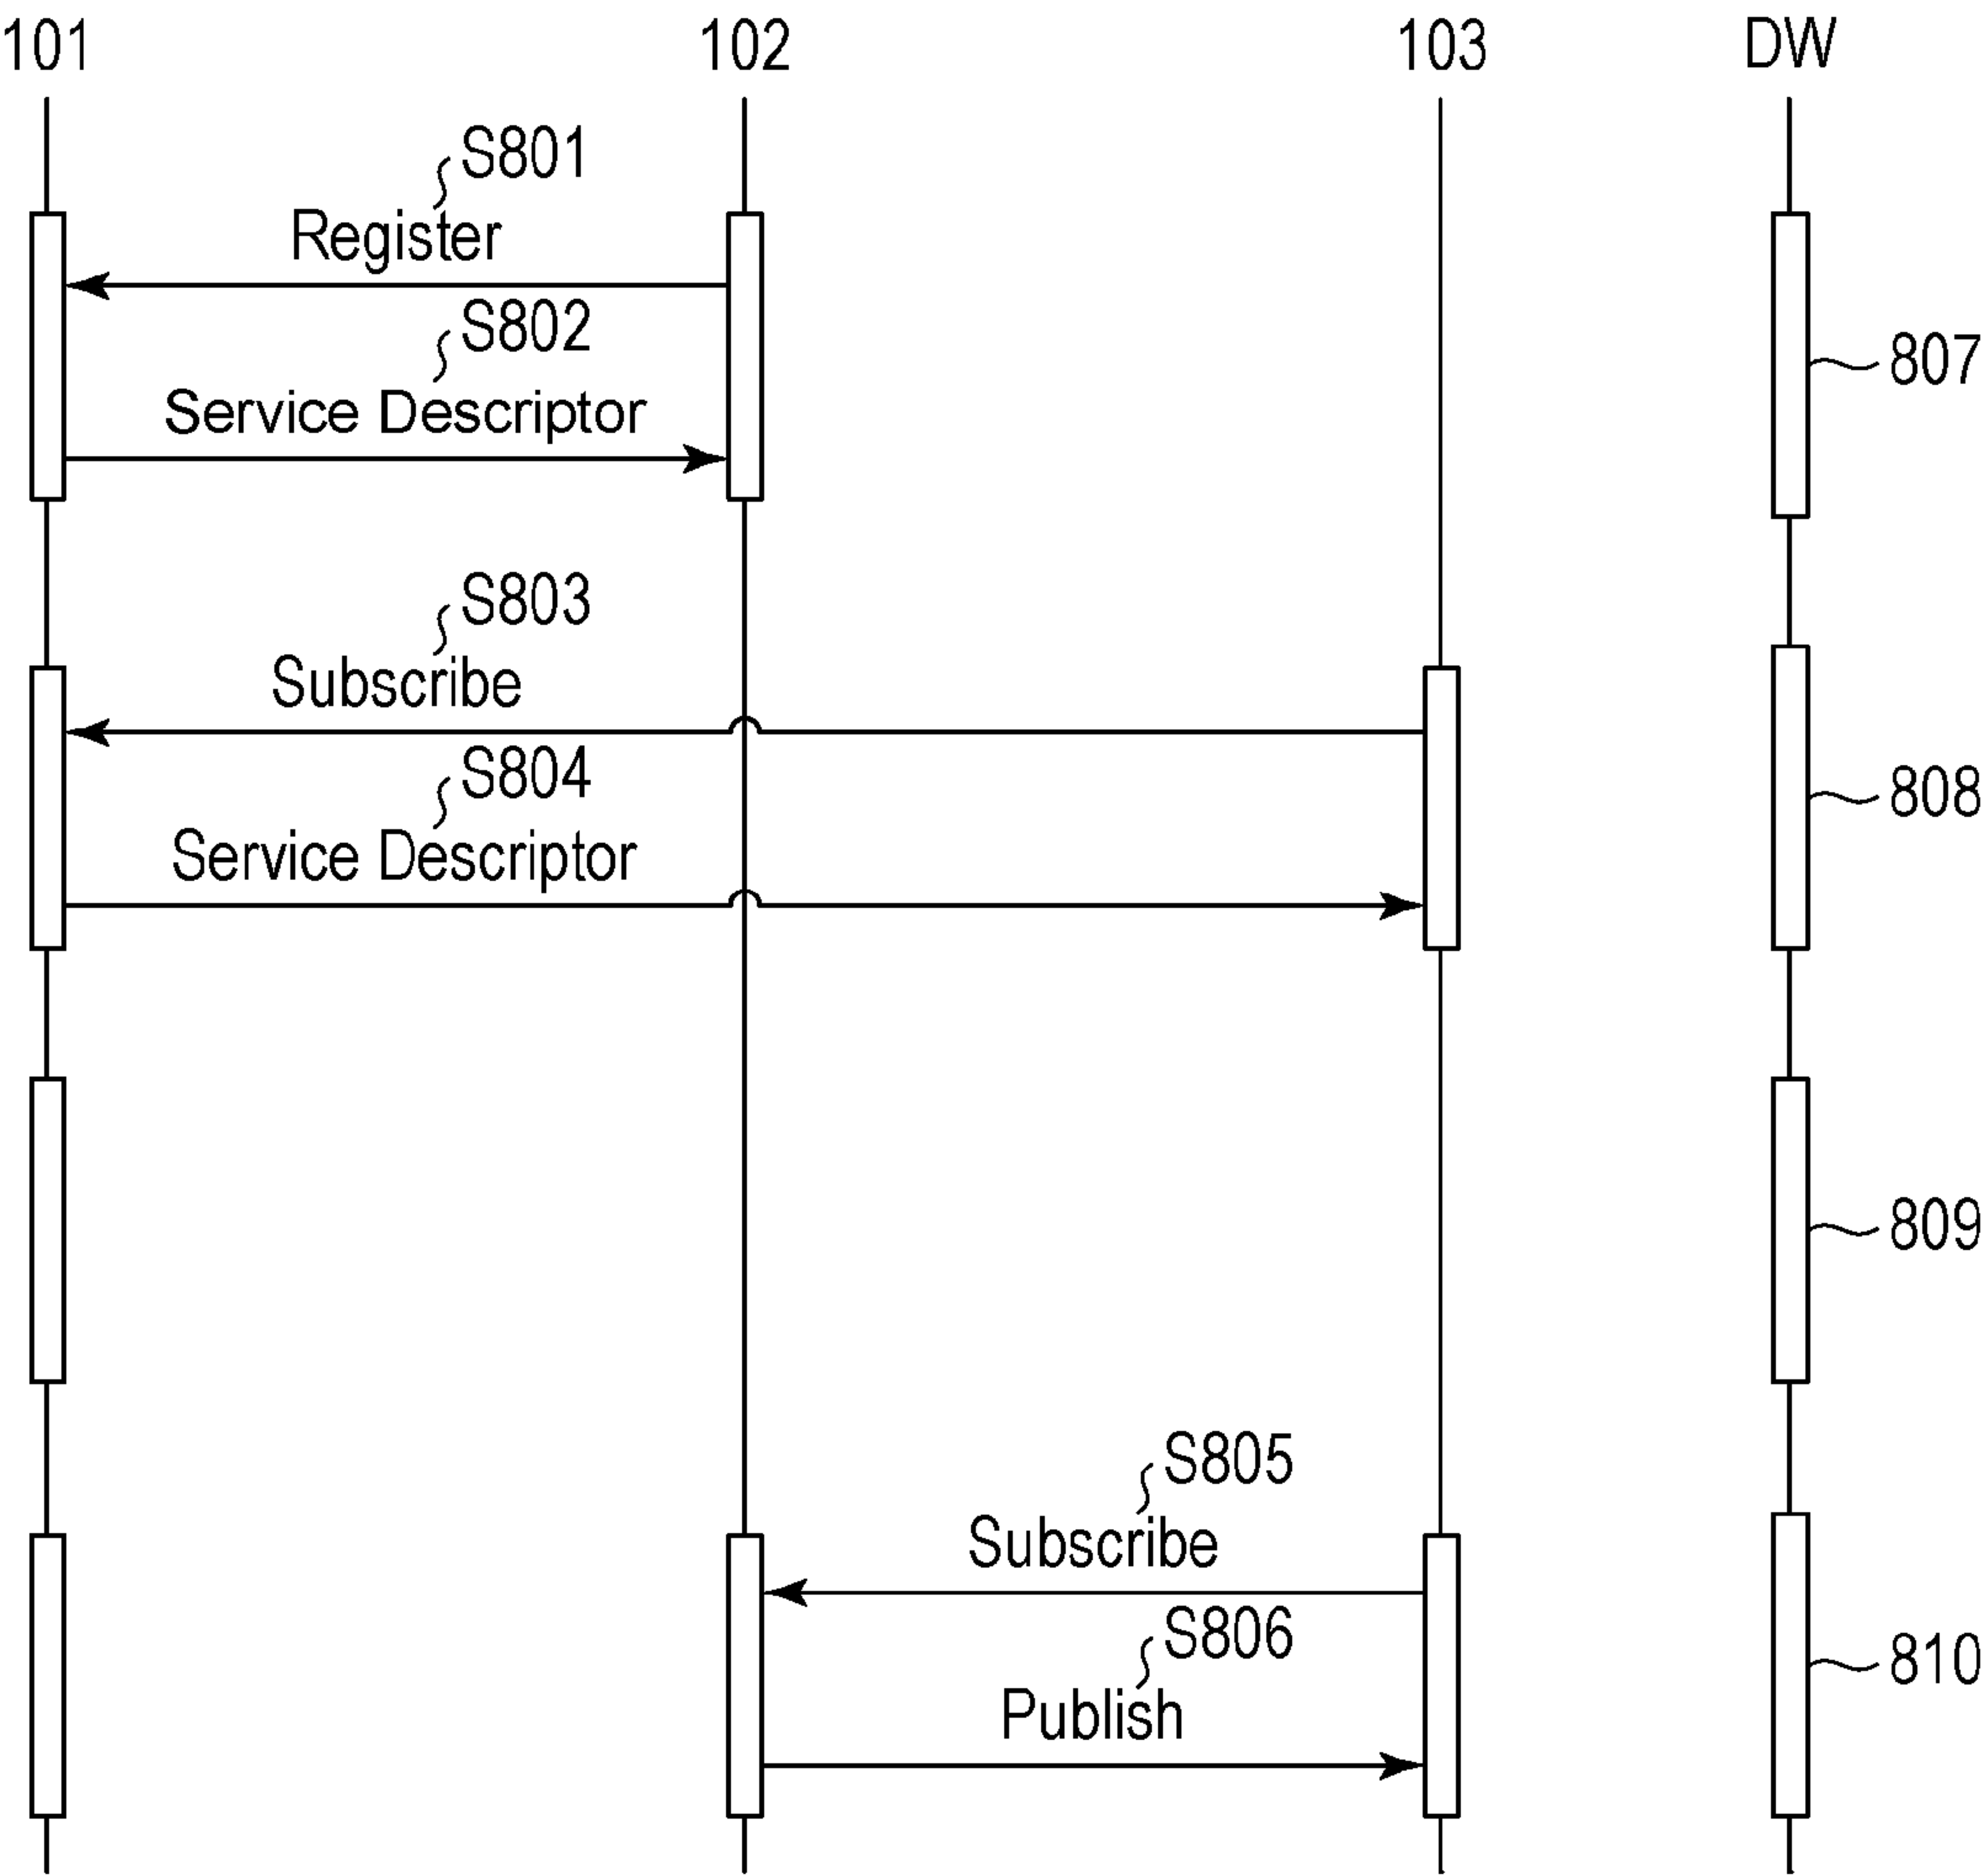 101 102 103 DW
S801
Register
S802
Service Descriptor
807
S803
Subscribe
S804
Service Descriptor
808
809
S805
Subscribe
S806
Publish
810